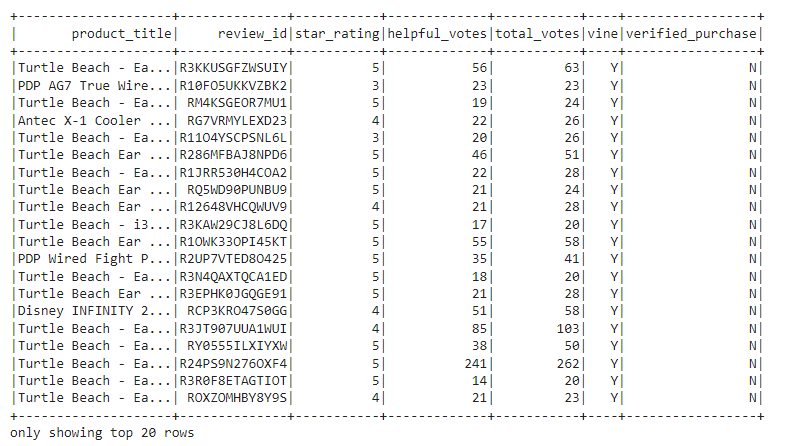 +--------------------+--------------+-----------+-------------+-----------+----+-----------------+
|       product_title|     review_id|star_rating|helpful_votes|total_votes|vine|verified_purchase|
+--------------------+--------------+-----------+-------------+-----------+----+-----------------+
|Turtle Beach - Ea...|R3KKUSGFZWSUIY|          5|           56|         63|   Y|                N|
|PDP AG7 True Wire...|R10FO5UKKVZBK2|          3|           23|         23|   Y|                N|
|Turtle Beach - Ea...| RM4KSGEOR7MU1|          5|           19|         24|   Y|                N|
|Antec X-1 Cooler ...| RG7VRMYLEXD23|          4|           22|         26|   Y|                N|
|Turtle Beach - Ea...|R11O4YSCPSNL6L|          3|           20|         26|   Y|                N|
|Turtle Beach Ear ...|R286MFBAJ8NPD6|          5|           46|         51|   Y|                N|
|Turtle Beach - Ea...|R1JRR530H4COA2|          5|           22|         28|   Y|                N|
|Turtle Beach Ear ...| RQ5WD90PUNBU9|          5|           21|         24|   Y|                N|
|Turtle Beach Ear ...|R12648VHCQWUV9|          4|           21|         28|   Y|                N|
|Turtle Beach - i3...|R3KAW29CJ8L6DQ|          5|           17|         20|   Y|                N|
|Turtle Beach Ear ...|R1OWK33OPI45KT|          5|           55|         58|   Y|                N|
|PDP Wired Fight P...|R2UP7VTED8O425|          5|           35|         41|   Y|                N|
|Turtle Beach - Ea...|R3N4QAXTQCA1ED|          5|           18|         20|   Y|                N|
|Turtle Beach Ear ...|R3EPHK0JGQGE91|          5|           21|         28|   Y|                N|
|Disney INFINITY 2...| RCP3KRO47S0GG|          4|           51|         58|   Y|                N|
|Turtle Beach - Ea...|R3JT907UUA1WUI|          4|           85|        103|   Y|                N|
|Turtle Beach - Ea...| RY0555ILXIYXW|          5|           38|         50|   Y|                N|
|Turtle Beach - Ea...|R24PS9N276OXF4|          5|          241|        262|   Y|                N|
|Turtle Beach - Ea...|R3R0F8ETAGTIOT|          5|           14|         20|   Y|                N|
|Turtle Beach - Ea...| ROXZOMHBY8Y9S|          4|           21|         23|   Y|                N|
+--------------------+--------------+-----------+-------------+-----------+----+-----------------+
only showing top 20 rows